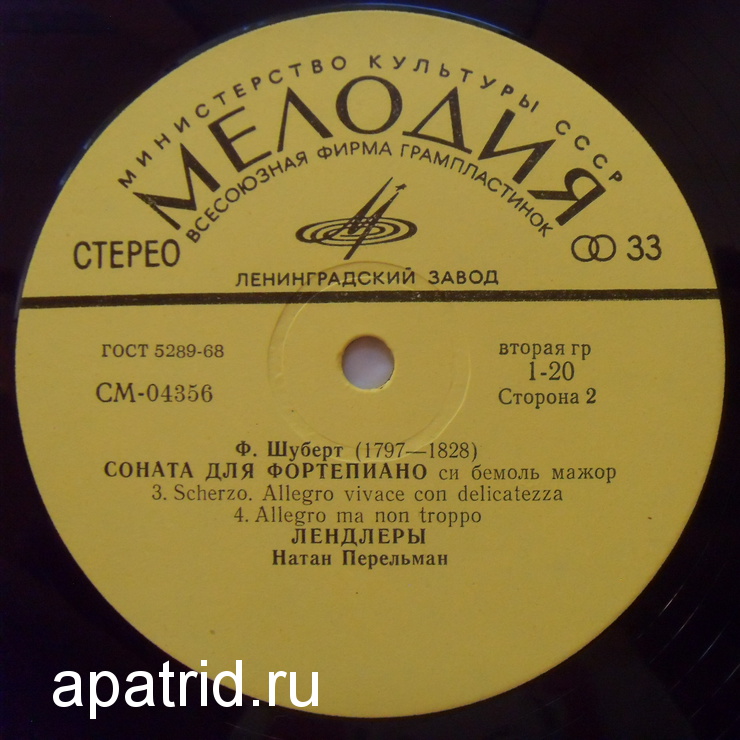 МИНИСТЕРСТВО КУЛЬТУРЫ СССР
МЕЛОДИЯ
ВСЕСОЮЗНАЯ ФИРМА ГРАМПЛАСТИНОК
СТЕРЕО
33
ЛЕНИНГРАДСКИЙ ЗАВОД
ГОСТ 5289-68
вторая гр
СМ-04356
1-20
Сторона 2
Ф. Шуберт (1797—1828)
СОНАТА ДЛЯ ФОРТЕПИАНО си бемоль мажор
3. Scherzo. Allegro vivace con delicatezza
4. Allegro ma non troppo
ЛЕНДЛЕРЫ
Натан Перельман
apatrid.ru